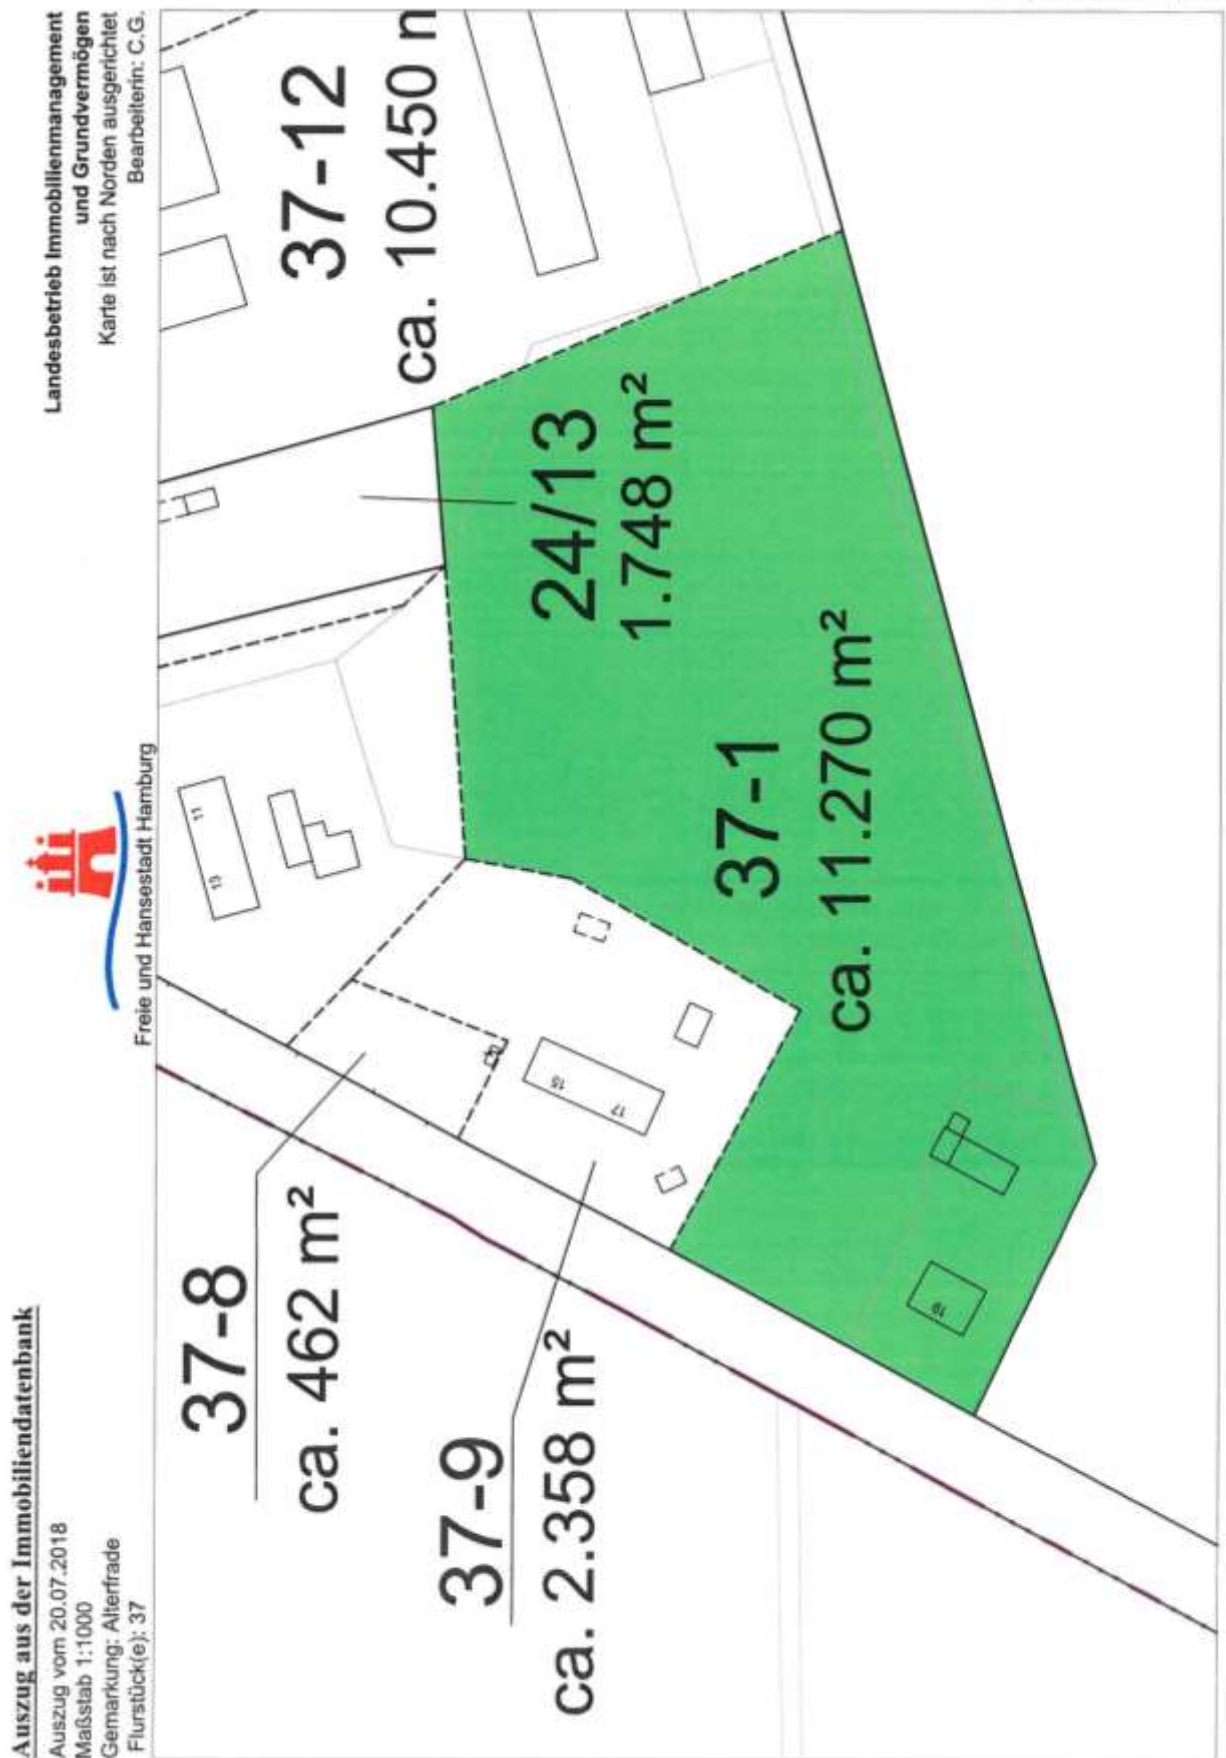 Auszug aus der Immobiliendatenbank
Auszug vom 20.07.2018
Maßstab 1:1000
Gemarkung: Alterfrade
Flurstück(e): 37
Freie und Hansestadt Hamburg
Landesbetrieb Immobilienmanagement
und Grundvermögen
Karte ist nach Norden ausgerichtet
Bearbeiterin: C.G.
37-8
ca. 462 m²
37-9
ca. 2.358 m²
13
11
15
17
19
37-12
ca. 10.450 n
24/13
1.748 m²
37-1
ca. 11.270 m²